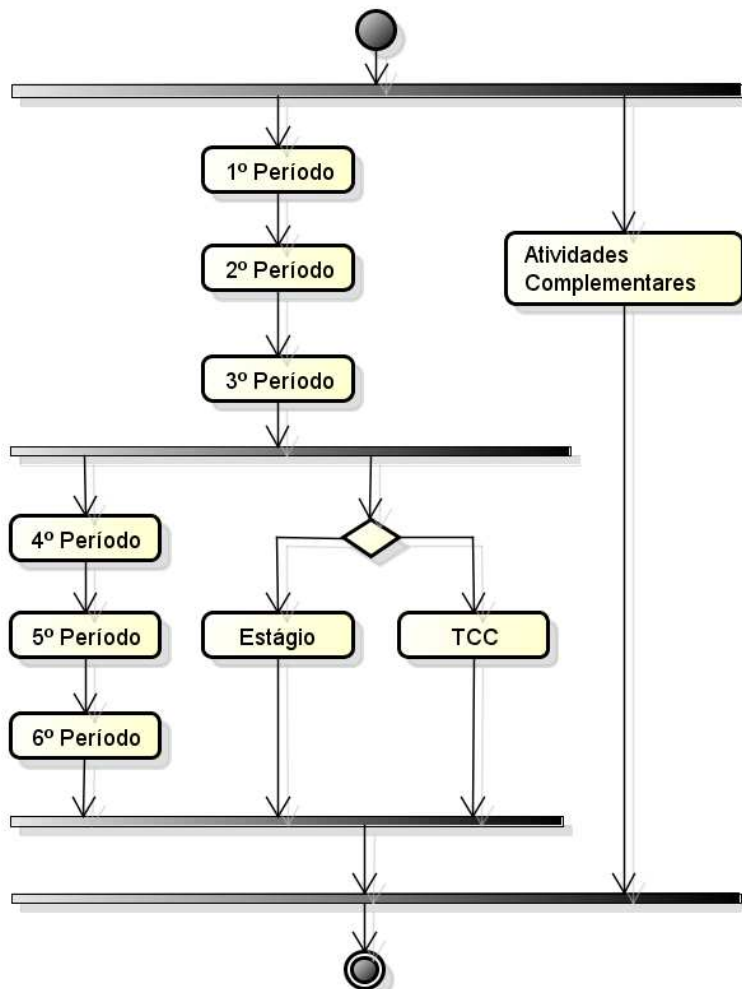 1º Período
2º Período
Atividades
Complementares
3º Período
4º Período
5º Período
Estágio
TCC
6º Período